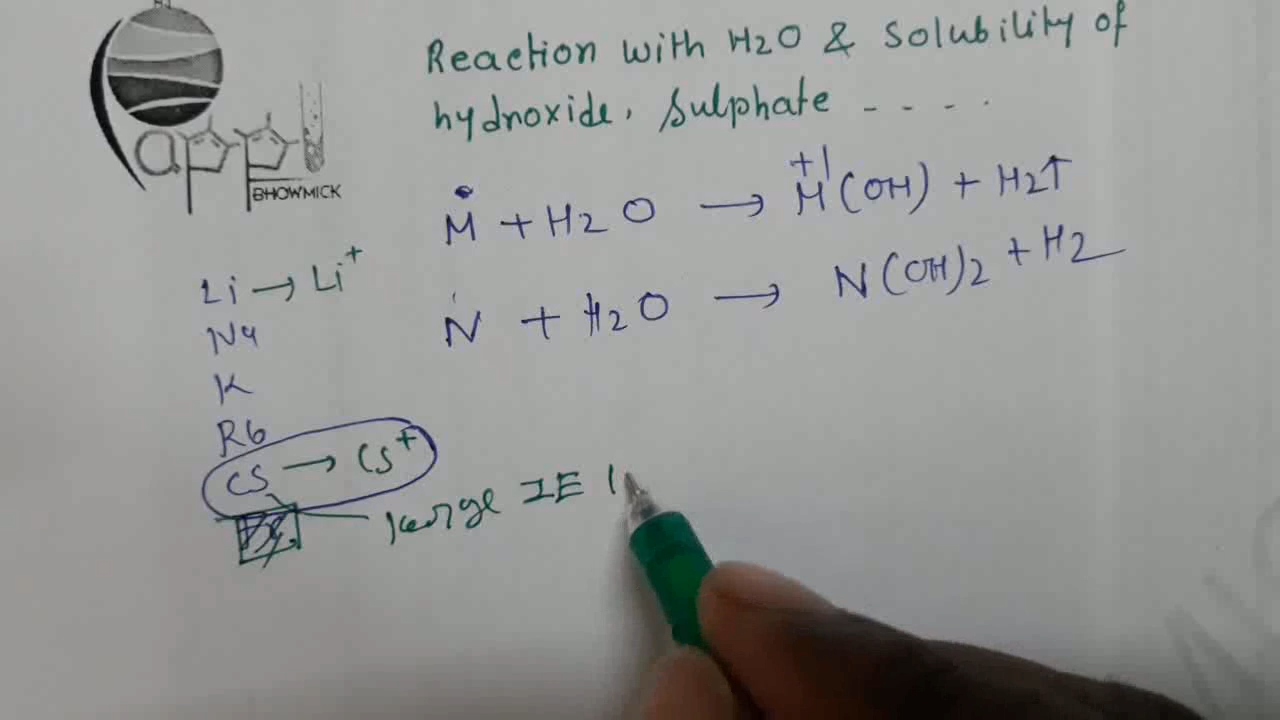 Reaction with H2O & Solubility of
hydroxide, Sulphate - - - - .
BHOWMICK
M + H2O → +1 M(OH) + H2↑
N + H2O → N(OH)2 + H2
Li → Li+
Na
K
Rb
Cs → Cs+
Large IE